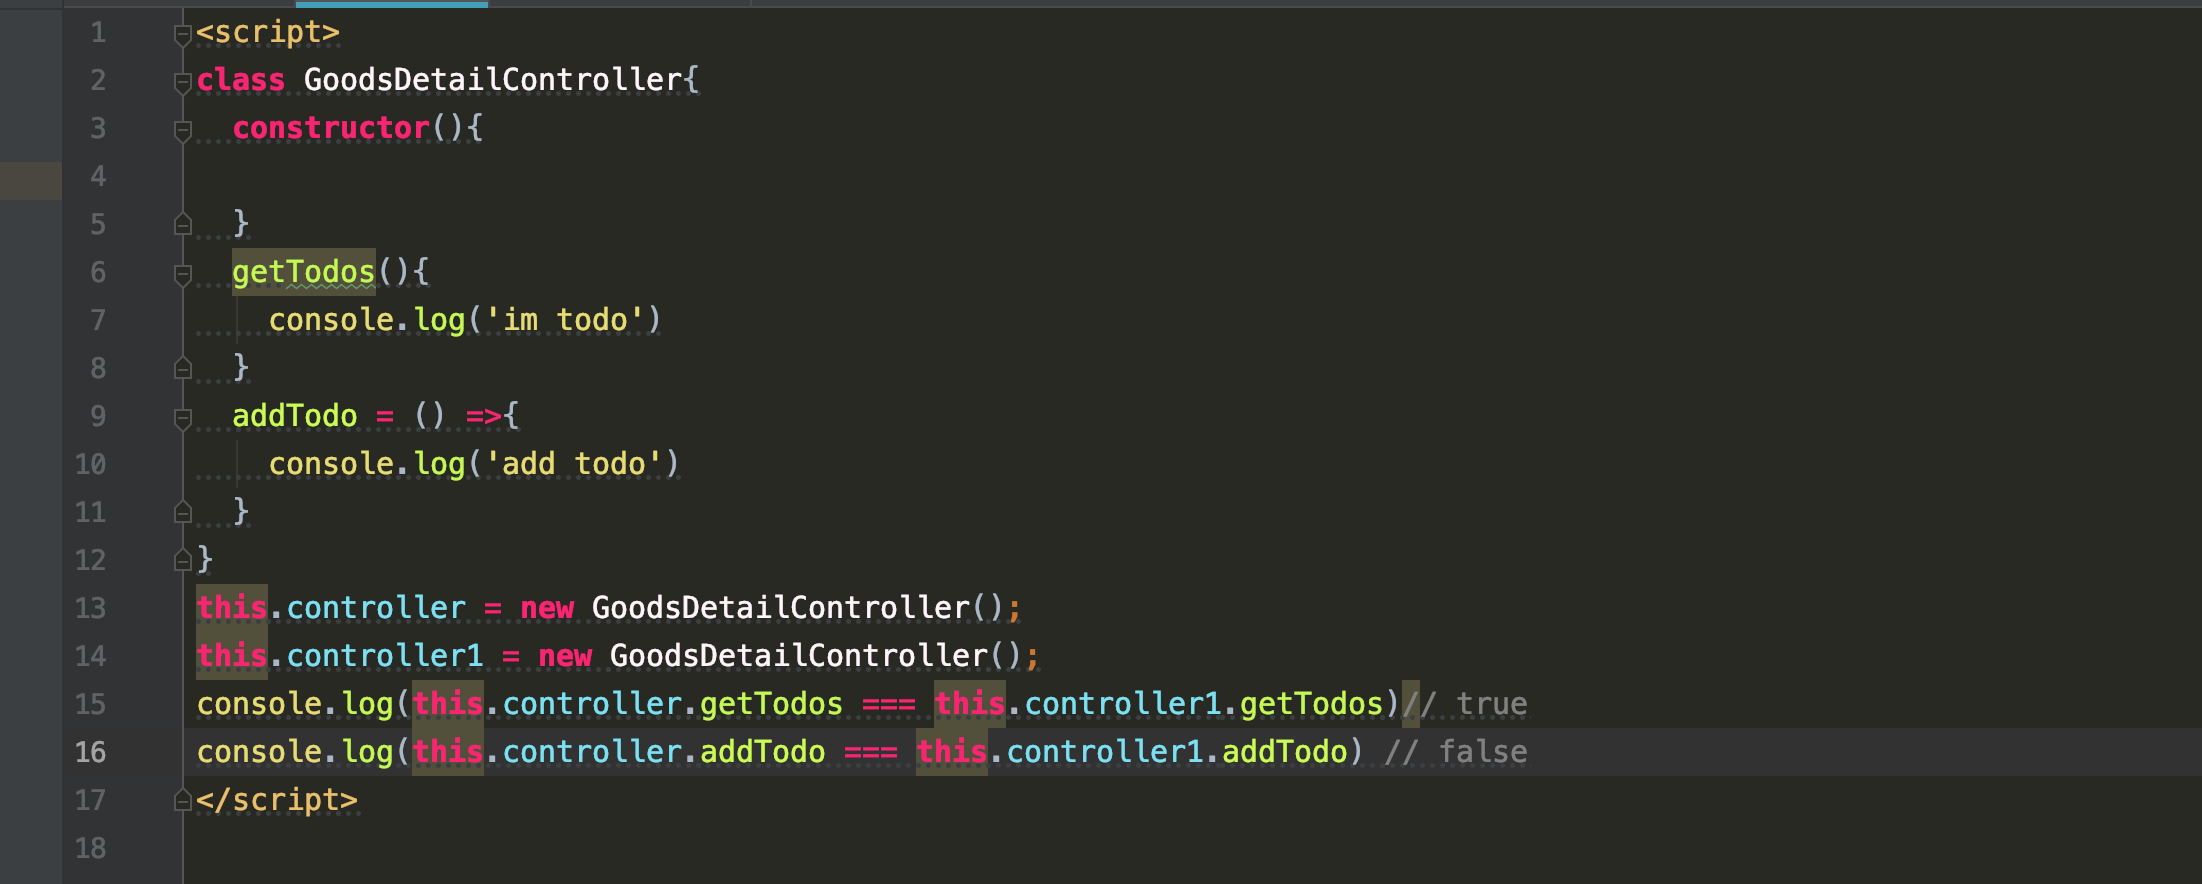 1 <script>
2 class GoodsDetailController{
3   constructor(){
4
5   }
6   getTodos(){
7     console.log('im todo')
8   }
9   addTodo = () =>{
10     console.log('add todo')
11   }
12 }
13 this.controller = new GoodsDetailController();
14 this.controller1 = new GoodsDetailController();
15 console.log(this.controller.getTodos === this.controller1.getTodos)// true
16 console.log(this.controller.addTodo === this.controller1.addTodo) // false
17 </script>
18